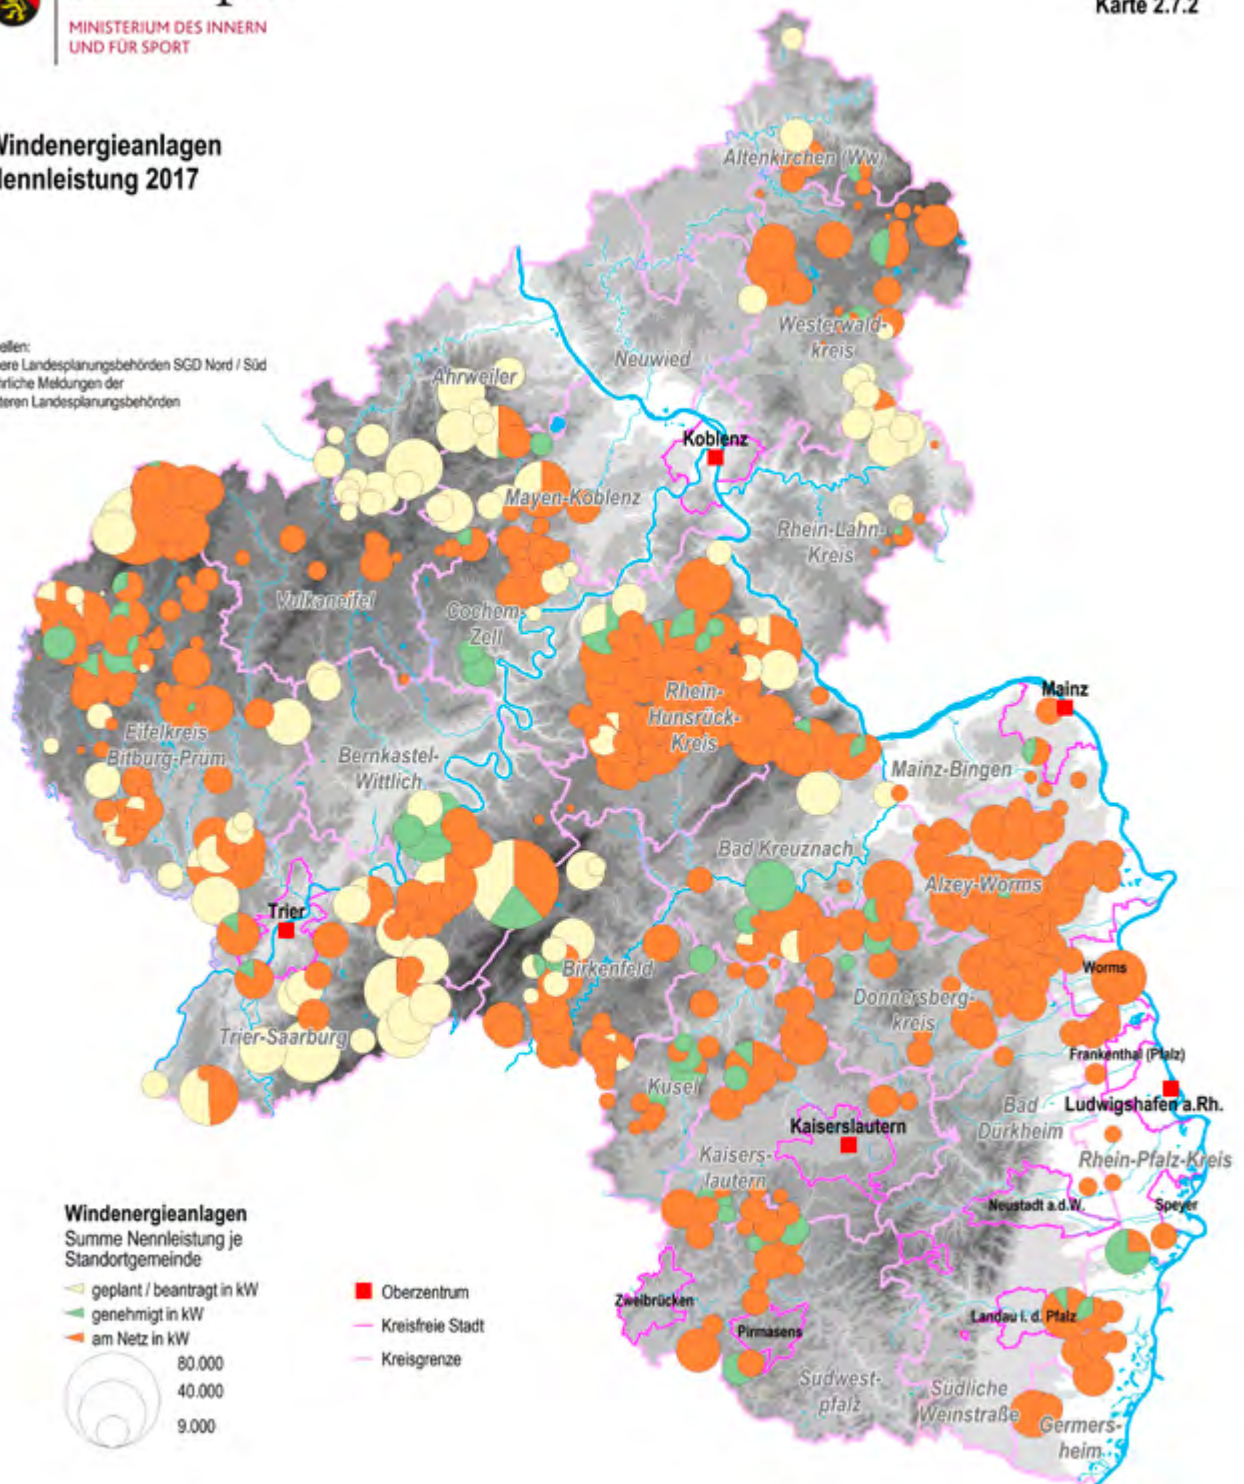 Karte 2.7.2
MINISTERIUM DES INNERN
UND FÜR SPORT
Windenergieanlagen
Nennleistung 2017
ellen:
ere Landesplanungsbehörden SGD Nord / Süd
hrliche Meldungen der
teren Landesplanungsbehörden
Altenkirchen (Ww)
Westerwald-
kreis
Neuwied
Ahrweiler
Koblenz
Mayen-Koblenz
Rhein-Lahn-
Kreis
Vulkaneifel
Cochem-
Zell
Rhein-
Hunsrück-
Kreis
Mainz
Eifelkreis
Bitburg-Prüm
Bernkastel-
Wittlich
Mainz-Bingen
Bad Kreuznach
Alzey-Worms
Trier
Birkenfeld
Worms
Donnersberg-
kreis
Trier-Saarburg
Frankenthal (Pfalz)
Kusel
Bad
Dürkheim
Ludwigshafen a.Rh.
Kaiserslautern
Kaisers-
lautern
Rhein-Pfalz-Kreis
Neustadt a.d.W.
Speyer
Zweibrücken
Pirmasens
Landau i. d. Pfalz
Südwest-
pfalz
Südliche
Weinstraße
Germers-
heim
Windenergieanlagen
Summe Nennleistung je
Standortgemeinde
geplant / beantragt in kW
genehmigt in kW
am Netz in kW
80.000
40.000
9.000
Oberzentrum
Kreisfreie Stadt
Kreisgrenze